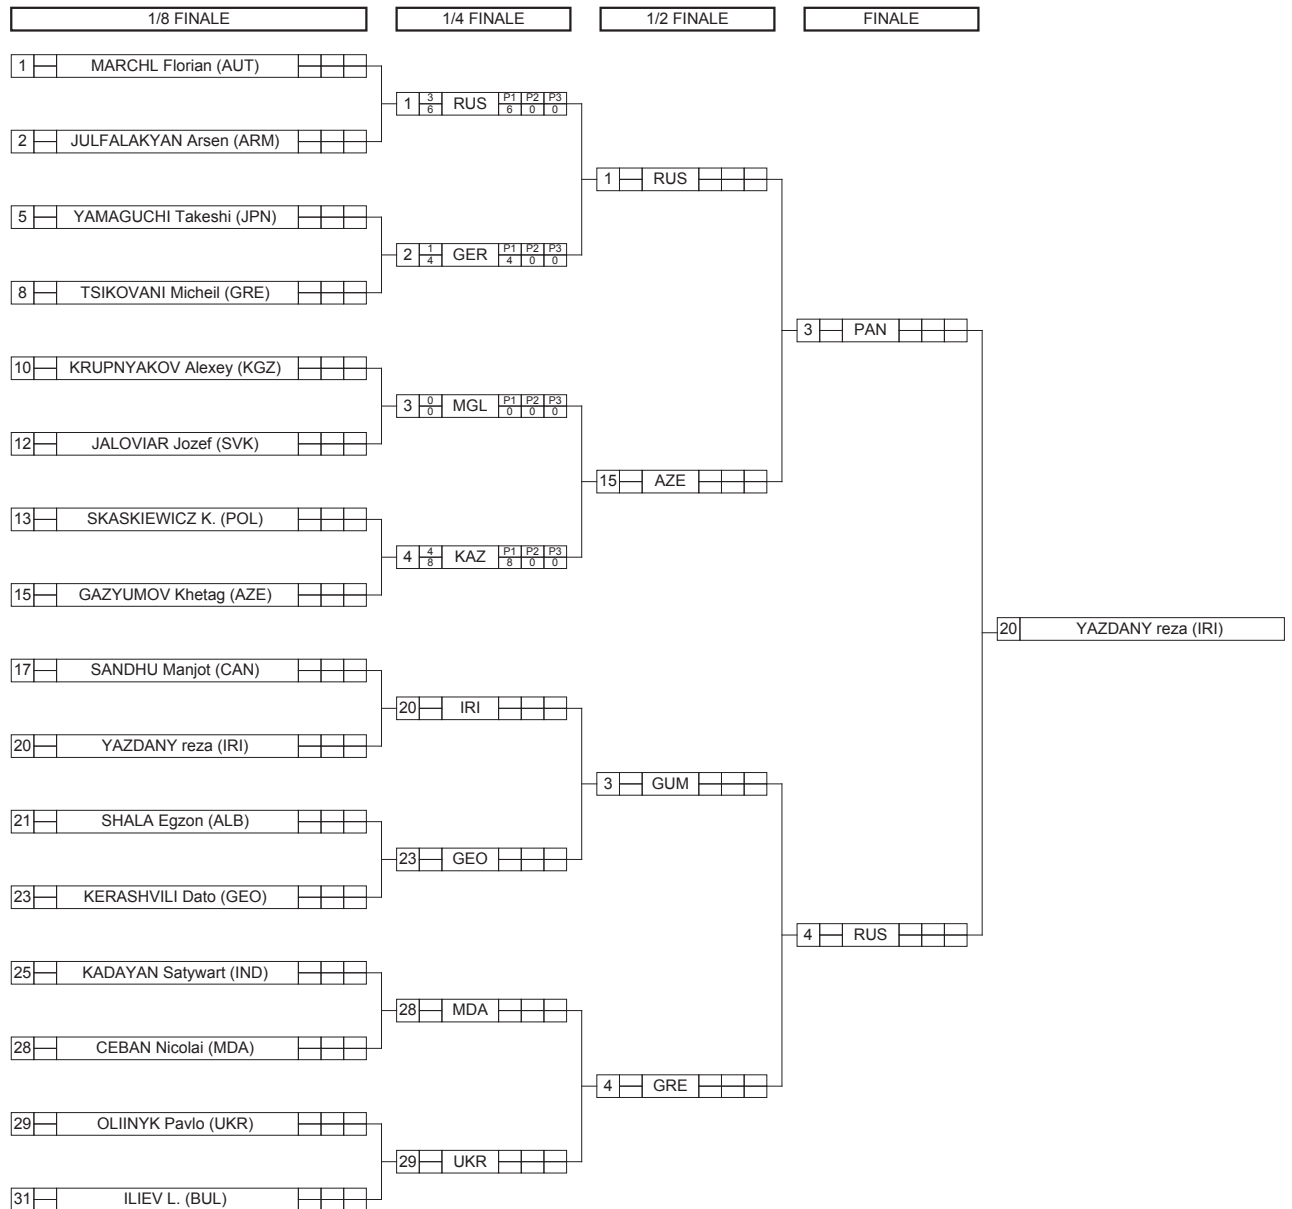 1/8 FINALE 1/4 FINALE 1/2 FINALE FINALE
1 MARCHL Florian (AUT)
1 3 6 RUS P1 6 P2 0 P3 0
2 JULFALAKYAN Arsen (ARM)
1 RUS
5 YAMAGUCHI Takeshi (JPN)
2 1 4 GER P1 4 P2 0 P3 0
8 TSIKOVANI Micheil (GRE)
3 PAN
10 KRUPNYAKOV Alexey (KGZ)
3 0 0 MGL P1 0 P2 0 P3 0
12 JALOVIAR Jozef (SVK)
15 AZE
13 SKASKIEWICZ K. (POL)
4 4 8 KAZ P1 8 P2 0 P3 0
15 GAZYUMOV Khetag (AZE)
20 YAZDANY reza (IRI)
17 SANDHU Manjot (CAN)
20 IRI
20 YAZDANY reza (IRI)
3 GUM
21 SHALA Egzon (ALB)
23 GEO
23 KERASHVILI Dato (GEO)
4 RUS
25 KADAYAN Satywart (IND)
28 MDA
28 CEBAN Nicolai (MDA)
4 GRE
29 OLIINYK Pavlo (UKR)
29 UKR
31 ILIEV L. (BUL)